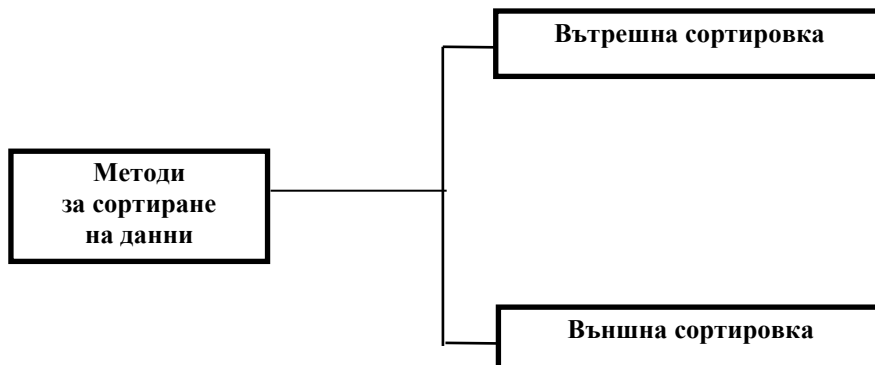 Вътрешна сортировка
Методи
за сортиране
на данни
Външна сортировка